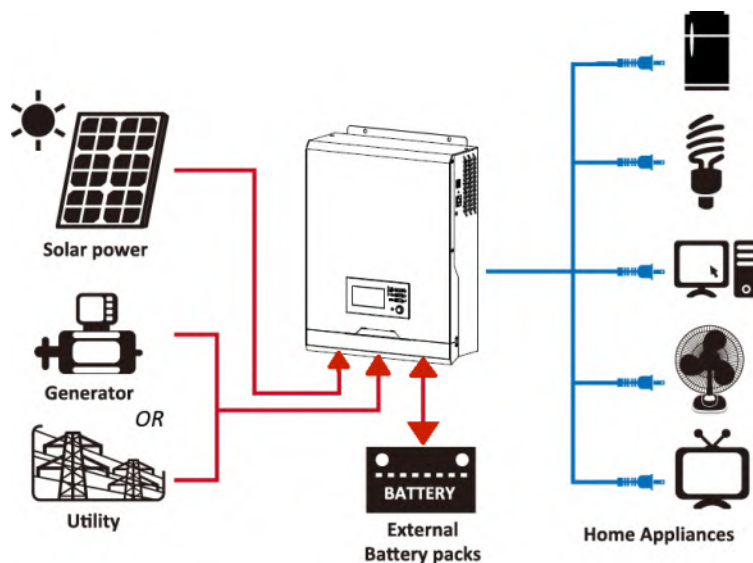 Solar power
Generator
OR
Utility
BATTERY
External
Battery packs
Home Appliances